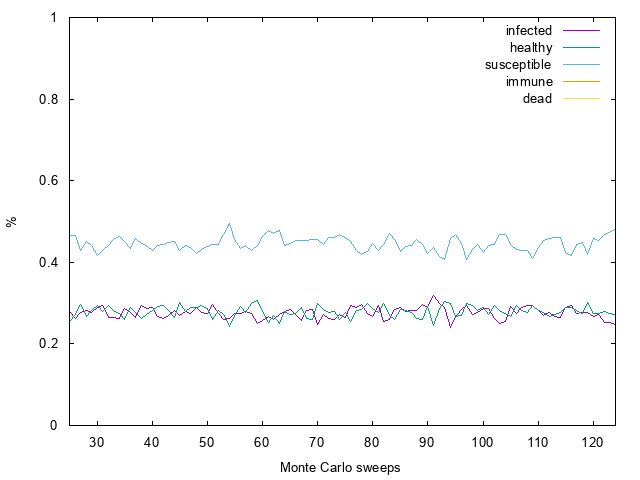 1
0.8
0.6
0.4
0.2
0
%
infected
healthy
susceptible
immune
dead
30 40 50 60 70 80 90 100 110 120
Monte Carlo sweeps